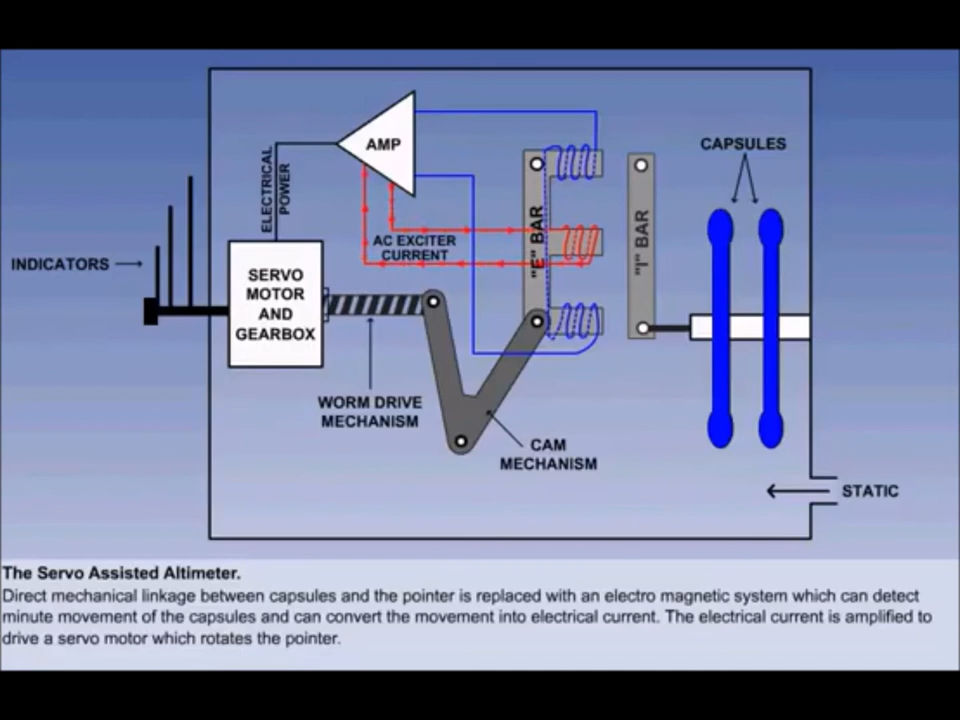 AMP
CAPSULES
ELECTRICAL
POWER
"E" BAR
"I" BAR
AC EXCITER
CURRENT
INDICATORS
SERVO
MOTOR
AND
GEARBOX
WORM DRIVE
MECHANISM
CAM
MECHANISM
STATIC
The Servo Assisted Altimeter.
Direct mechanical linkage between capsules and the pointer is replaced with an electro magnetic system which can detect
minute movement of the capsules and can convert the movement into electrical current. The electrical current is amplified to
drive a servo motor which rotates the pointer.